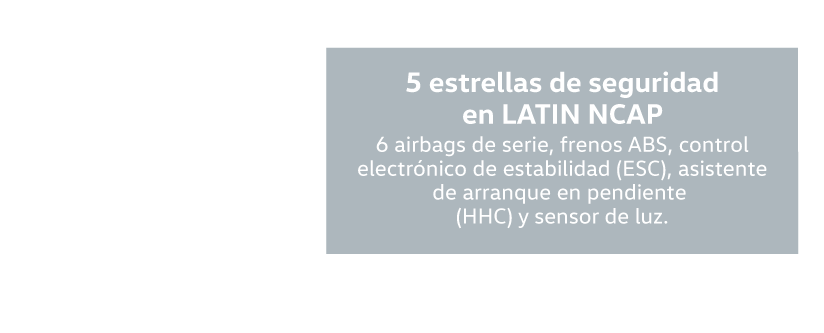 5 estrellas de seguridad
en LATIN NCAP
6 airbags de serie, frenos ABS, control
electrónico de estabilidad (ESC), asistente
de arranque en pendiente
(HHC) y sensor de luz.